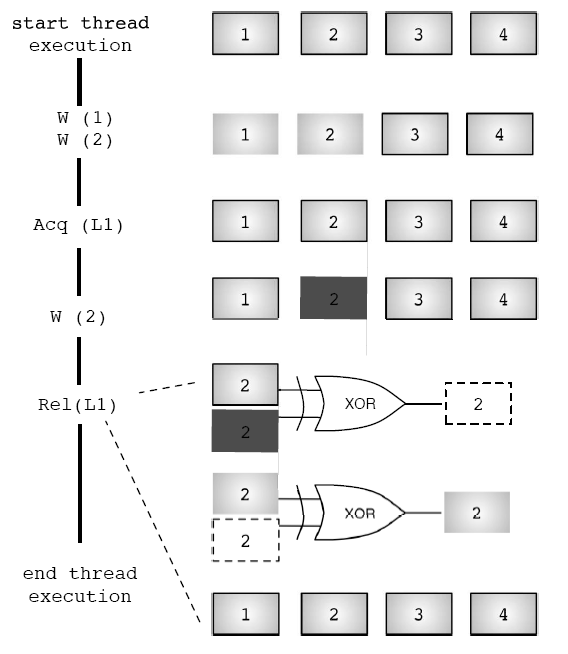 start thread
execution
1 2 3 4
W (1)
W (2)
1 2 3 4
Acq (L1)
1 2 3 4
W (2)
1 2 3 4
Rel(L1)
2
2
XOR
2
2
2
XOR
2
end thread
execution
1 2 3 4